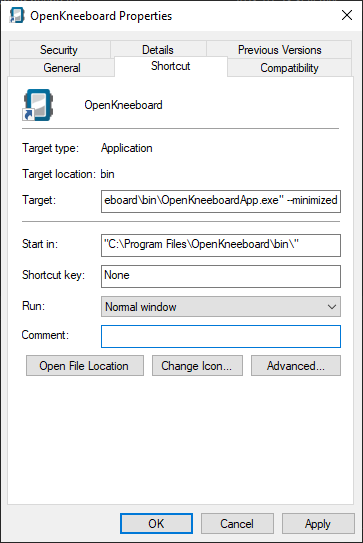 OpenKneeboard Properties
Security Details Previous Versions
General Shortcut Compatibility
OpenKneeboard
Target type: Application
Target location: bin
Target: eboard\bin\OpenKneeboardApp.exe" --minimized
Start in: "C:\Program Files\OpenKneeboard\bin\"
Shortcut key: None
Run: Normal window
Comment:
Open File Location Change Icon... Advanced...
OK Cancel Apply